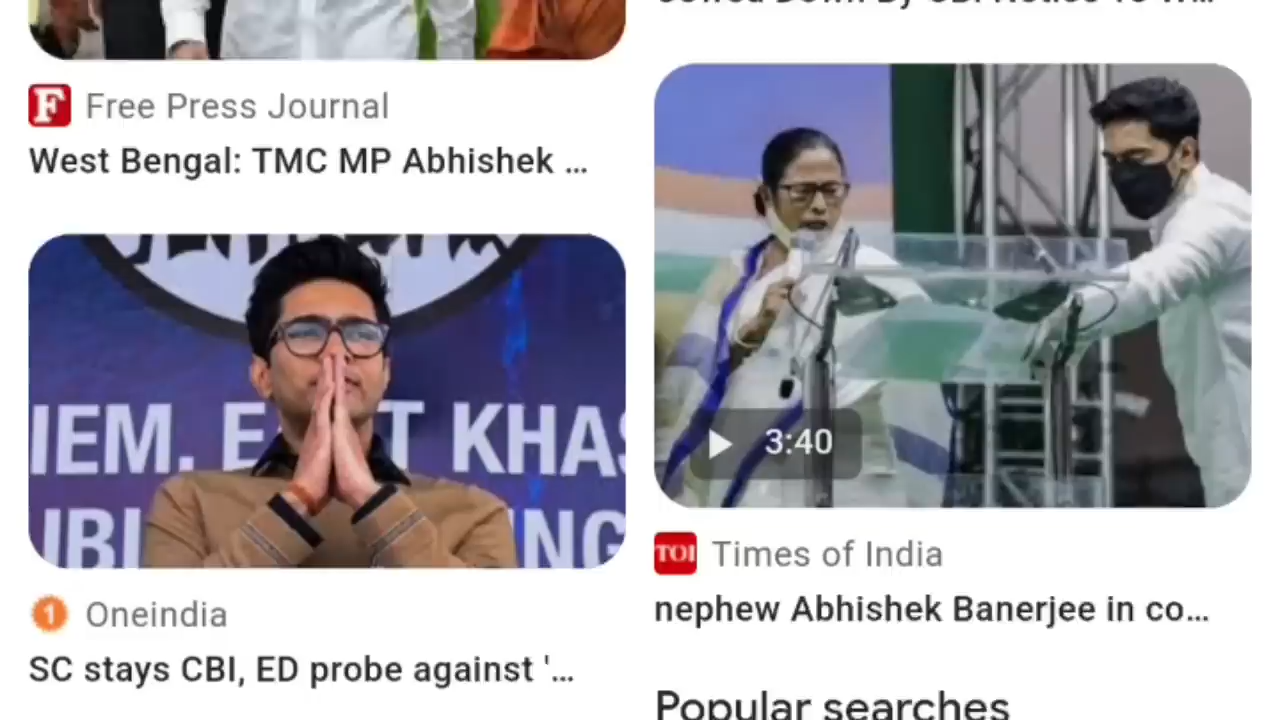 Free Press Journal
West Bengal: TMC MP Abhishek ...
KHAS
1 Oneindia
SC stays CBI, ED probe against '...
3:40
TOI Times of India
nephew Abhishek Banerjee in co...
Popular searches